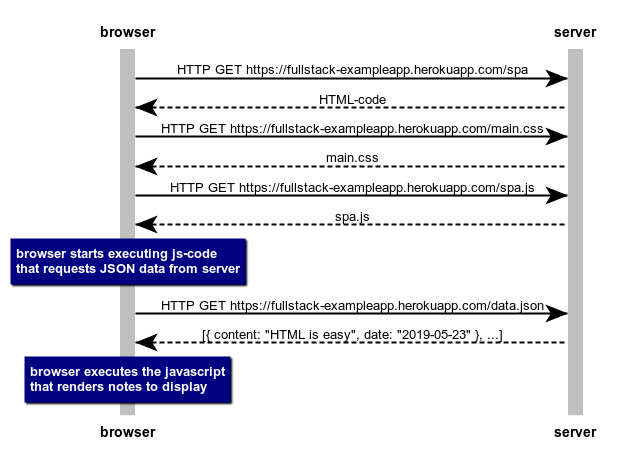 browser server
HTTP GET https://fullstack-exampleapp.herokuapp.com/spa
HTML-code
HTTP GET https://fullstack-exampleapp.herokuapp.com/main.css
main.css
HTTP GET https://fullstack-exampleapp.herokuapp.com/spa.js
spa.js
browser starts executing js-code
that requests JSON data from server
HTTP GET https://fullstack-exampleapp.herokuapp.com/data.json
[{ content: "HTML is easy", date: "2019-05-23" }, ...]
browser executes the javascript
that renders notes to display
browser server